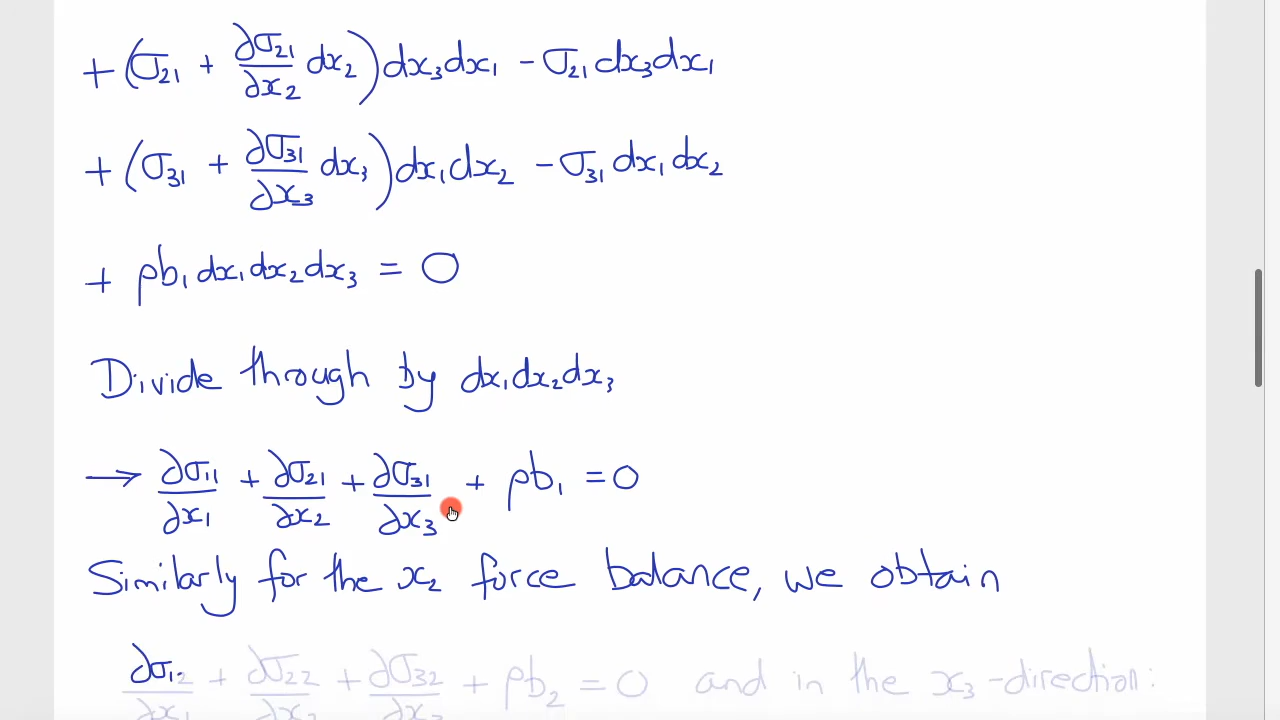 + (σ₂₁ + ∂σ₂₁/∂x₂ dx₂) dx₃dx₁ - σ₂₁ dx₃dx₁
+ (σ₃₁ + ∂σ₃₁/∂x₃ dx₃) dx₁dx₂ - σ₃₁ dx₁dx₂
+ ρb₁dx₁dx₂dx₃ = 0
Divide through by dx₁dx₂dx₃
→ ∂σ₁₁/∂x₁ + ∂σ₂₁/∂x₂ + ∂σ₃₁/∂x₃ + ρb₁ = 0
Similarly for the x₂ force balance, we obtain
∂σ₁₂/∂x₁ + ∂σ₂₂/∂x₂ + ∂σ₃₂/∂x₃ + ρb₂ = 0 and in the x₃-direction: